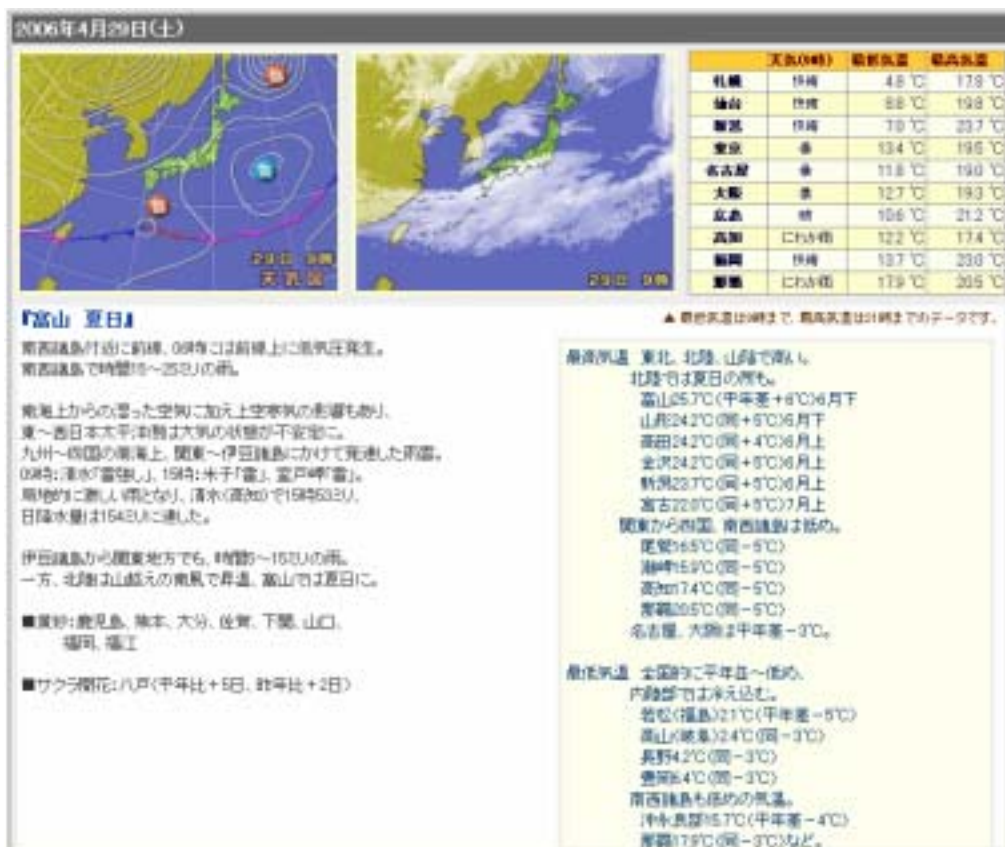 2006年4月29日(土)
天気(9時) 最低気温 最高気温
札幌 快晴 4.8 ℃ 17.9 ℃
仙台 快晴 8.8 ℃ 19.8 ℃
新潟 快晴 7.0 ℃ 23.7 ℃
東京 曇 13.4 ℃ 19.5 ℃
名古屋 曇 11.8 ℃ 19.0 ℃
大阪 曇 12.7 ℃ 19.3 ℃
広島 晴 10.6 ℃ 21.2 ℃
高知 にわか雨 12.2 ℃ 17.4 ℃
福岡 快晴 13.7 ℃ 23.0 ℃
那覇 にわか雨 17.9 ℃ 20.5 ℃
低
高
低
29日 9時
天気図
29日 9時
『富山 夏日』
▲ 最低気温は9時まで、最高気温は21時までのデータです。
南西諸島付近に前線、09時には前線上に低気圧発生。
南西諸島で時間15～25ミリの雨。
南海上からの湿った空気に加え上空寒気の影響もあり、
東～西日本太平洋側は大気の状態が不安定に。
九州～四国の南海上、関東～伊豆諸島にかけて発達した雨雲。
09時:清水「雷強し」、15時:米子「雷」、室戸岬「雷」。
局地的に激しい雨となり、清水(高知)で15時53ミリ、
日降水量は154ミリに達した。
伊豆諸島から関東地方でも、時間5～15ミリの雨。
一方、北陸は山越えの南風で昇温、富山では夏日に。
■黄砂:鹿児島、熊本、大分、佐賀、下関、山口、
福岡、福江
■サクラ開花:八戸(平年比+5日、昨年比+2日)
最高気温 東北、北陸、山陰で高い。
北陸では夏日の所も。
富山25.7℃(平年差+6℃)6月下
山形24.2℃(同+6℃)6月下
高田24.2℃(同+4℃)6月上
金沢24.2℃(同+5℃)6月上
新潟23.7℃(同+5℃)6月上
宮古22.0℃(同+5℃)7月上
関東から四国、南西諸島は低め。
尾鷲16.5℃(同-5℃)
潮岬15.9℃(同-5℃)
高知17.4℃(同-5℃)
那覇20.5℃(同-5℃)
名古屋、大阪は平年差-3℃。
最低気温 全国的に平年並～低め、
内陸部では冷え込む。
若松(福島)2.1℃(平年差-5℃)
高山(岐阜)2.4℃(同-3℃)
長野4.2℃(同-3℃)
豊岡6.4℃(同-3℃)
南西諸島も低めの気温。
沖永良部15.7℃(平年差-4℃)
那覇17.9℃(同-3℃)など。